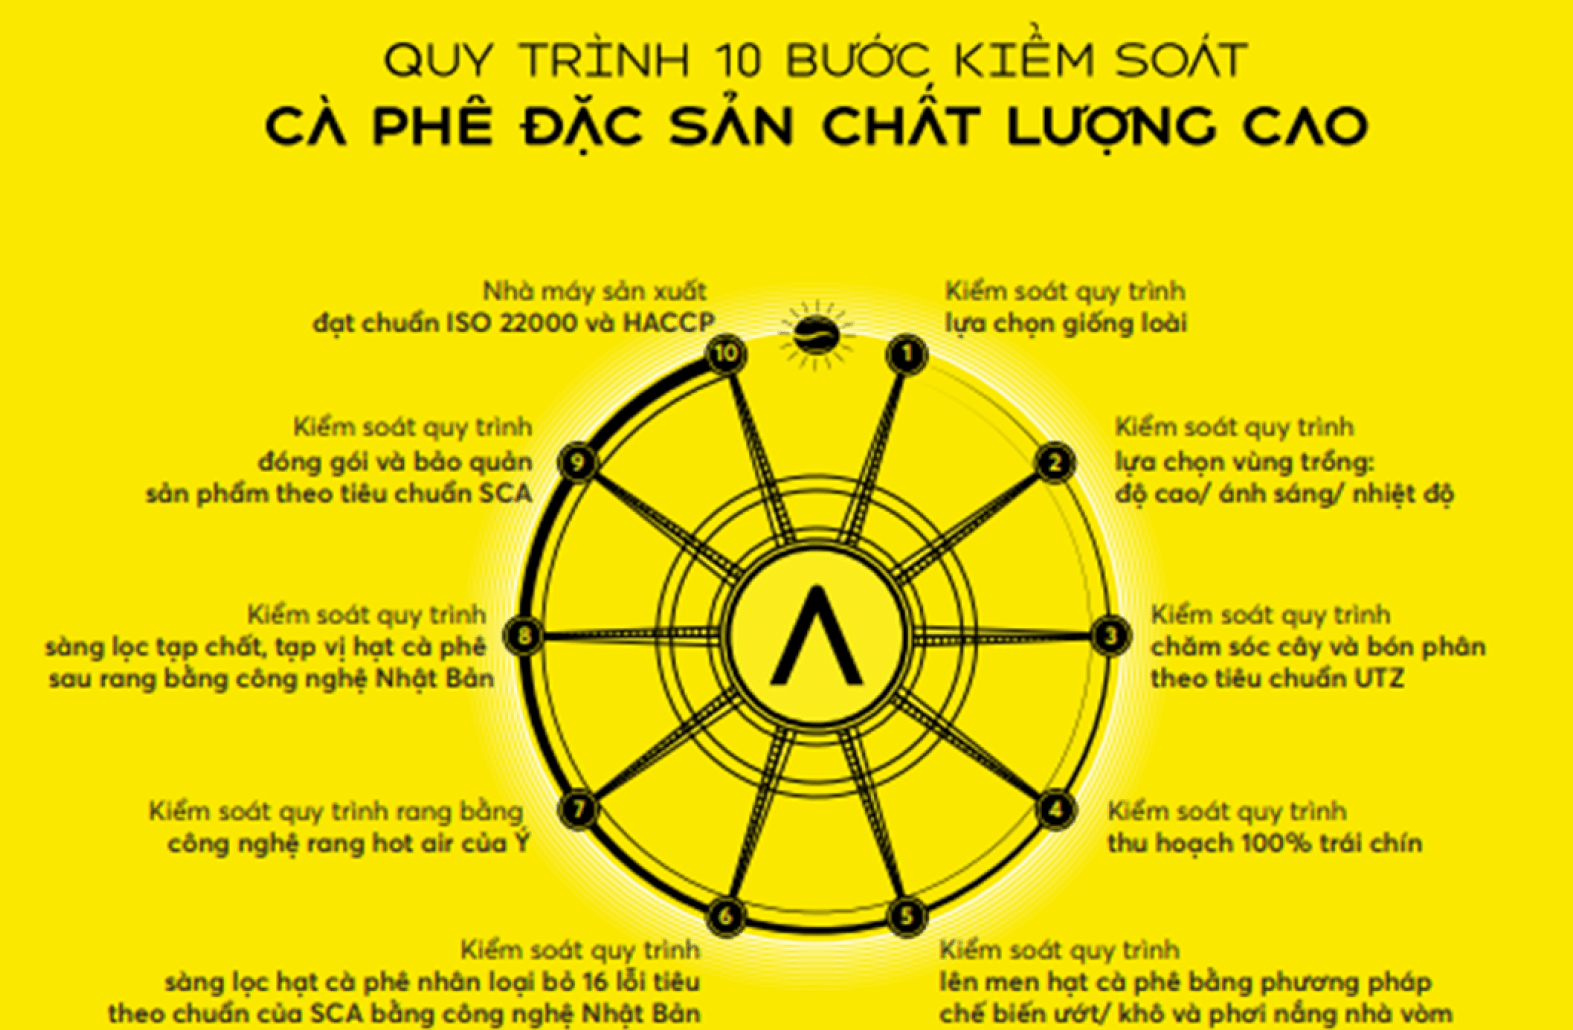 QUY TRÌNH 10 BƯỚC KIỂM SOÁT
CÀ PHÊ ĐẶC SẢN CHẤT LƯỢNG CAO
1
Kiểm soát quy trình
lựa chọn giống loài
2
Kiểm soát quy trình
lựa chọn vùng trồng:
độ cao/ ánh sáng/ nhiệt độ
3
Kiểm soát quy trình
chăm sóc cây và bón phân
theo tiêu chuẩn UTZ
4
Kiểm soát quy trình
thu hoạch 100% trái chín
5
Kiểm soát quy trình
lên men hạt cà phê bằng phương pháp
chế biến ướt/ khô và phơi nắng nhà vòm
6
Kiểm soát quy trình
sàng lọc hạt cà phê nhân loại bỏ 16 lỗi tiêu
theo chuẩn của SCA bằng công nghệ Nhật Bản
7
Kiểm soát quy trình rang bằng
công nghệ rang hot air của Ý
8
Kiểm soát quy trình
sàng lọc tạp chất, tạp vị hạt cà phê
sau rang bằng công nghệ Nhật Bản
9
Kiểm soát quy trình
đóng gói và bảo quản
sản phẩm theo tiêu chuẩn SCA
10
Nhà máy sản xuất
đạt chuẩn ISO 22000 và HACCP